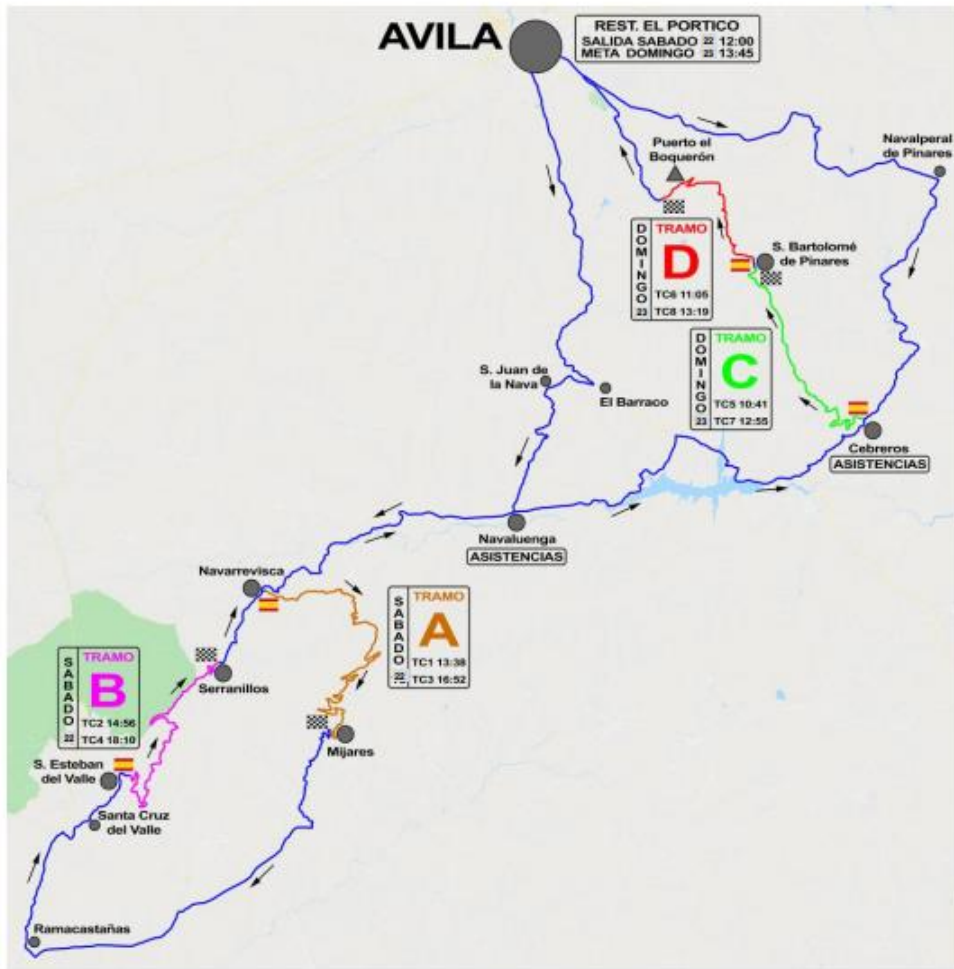 AVILA
REST. EL PORTICO
SALIDA SABADO 22 12:00
META DOMINGO 23 13:45
Puerto el
Boquerón
Navalperal
de Pinares
DOMINGO 23
TRAMO
D
TC6 11:05
TC8 13:19
S. Bartolomé
de Pinares
DOMINGO 23
TRAMO
C
TC5 10:41
TC7 12:55
S. Juan de
la Nava
El Barraco
Cebreros
ASISTENCIAS
Navaluenga
ASISTENCIAS
Navarrevisca
SABADO 22
TRAMO
A
TC1 13:38
TC3 16:52
SABADO 22
TRAMO
B
TC2 14:56
TC4 18:10
Serranillos
Mijares
S. Esteban
del Valle
Santa Cruz
del Valle
Ramacastañas